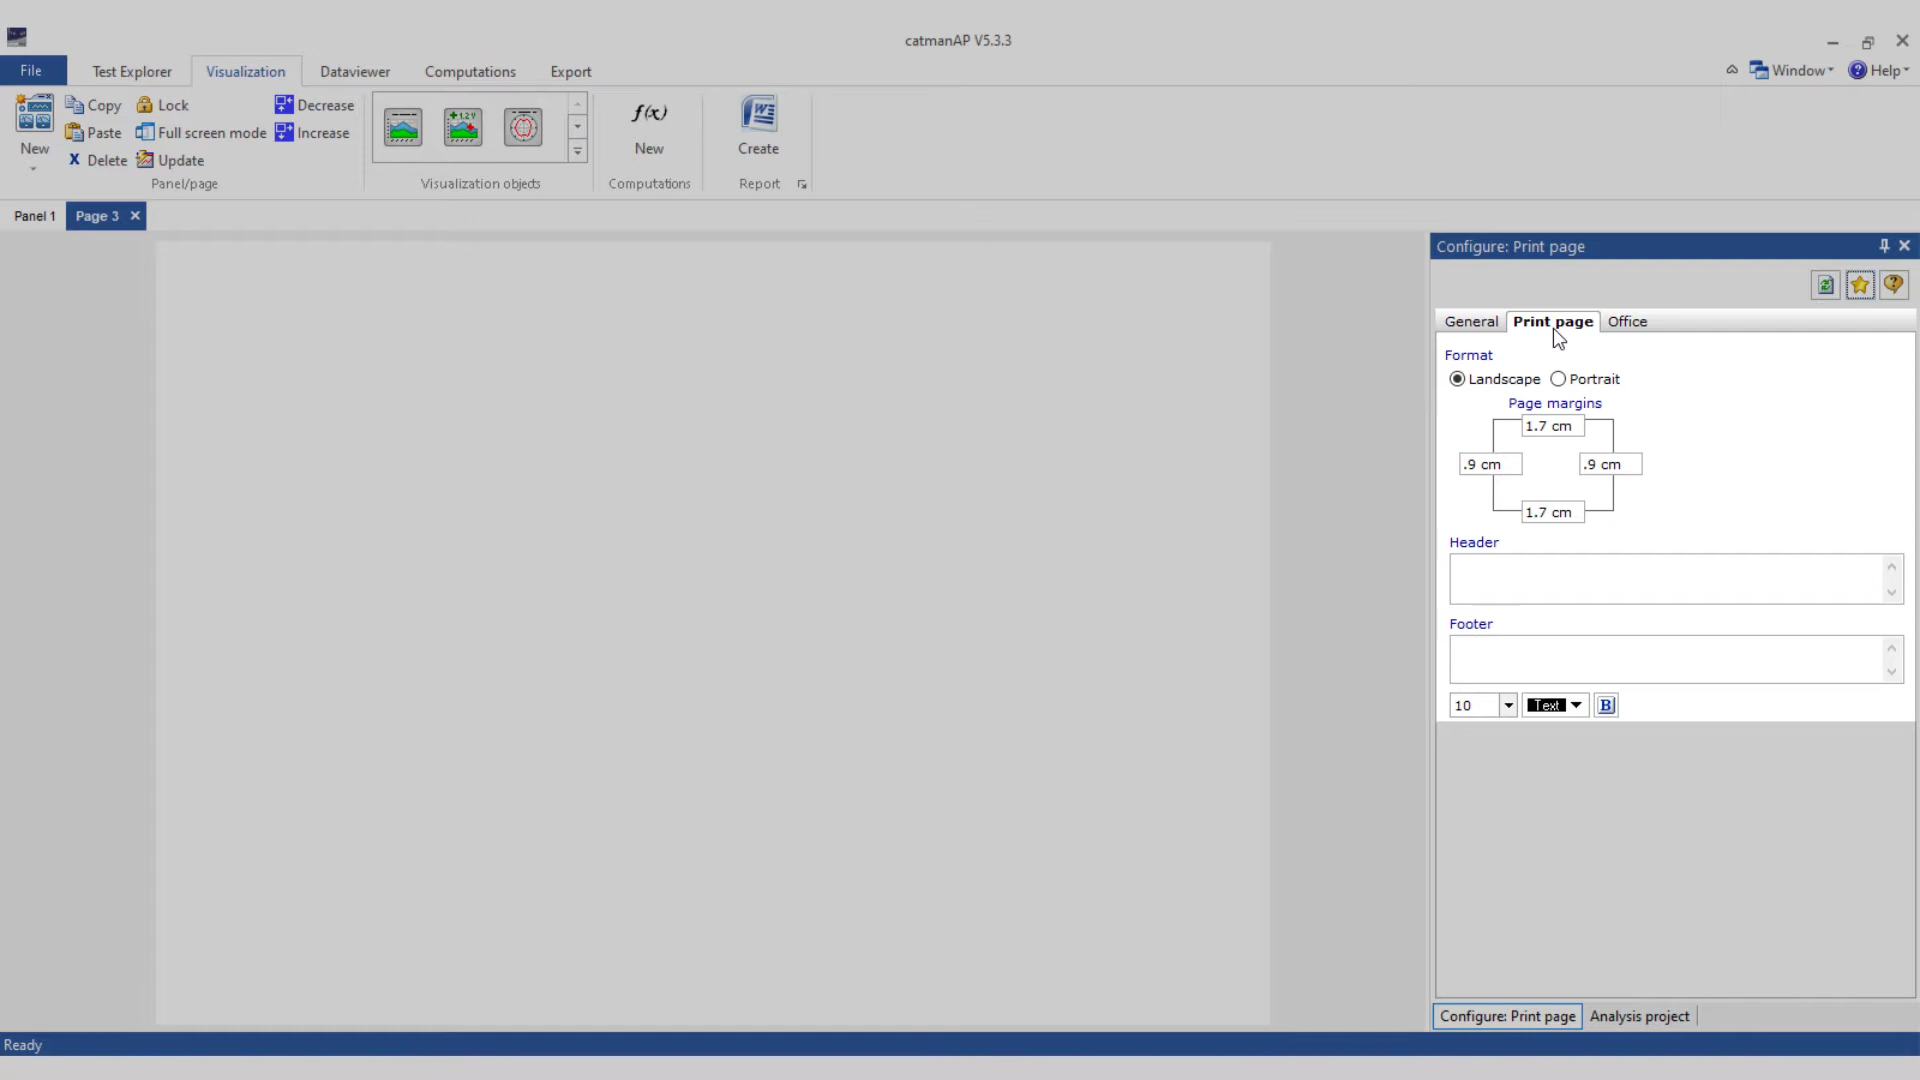 catmanAP V5.3.3
File Test Explorer Visualization Dataviewer Computations Export Window Help
Copy Lock Decrease
Paste Full screen mode Increase
Delete Update
New
Panel/page
+1.2 V
Visualization objects
f(x)
New
Computations
Create
Report
Panel 1 Page 3
Configure: Print page
General Print page Office
Format
Landscape Portrait
Page margins
1.7 cm
.9 cm .9 cm
1.7 cm
Header
Footer
10 Text B
Configure: Print page Analysis project
Ready